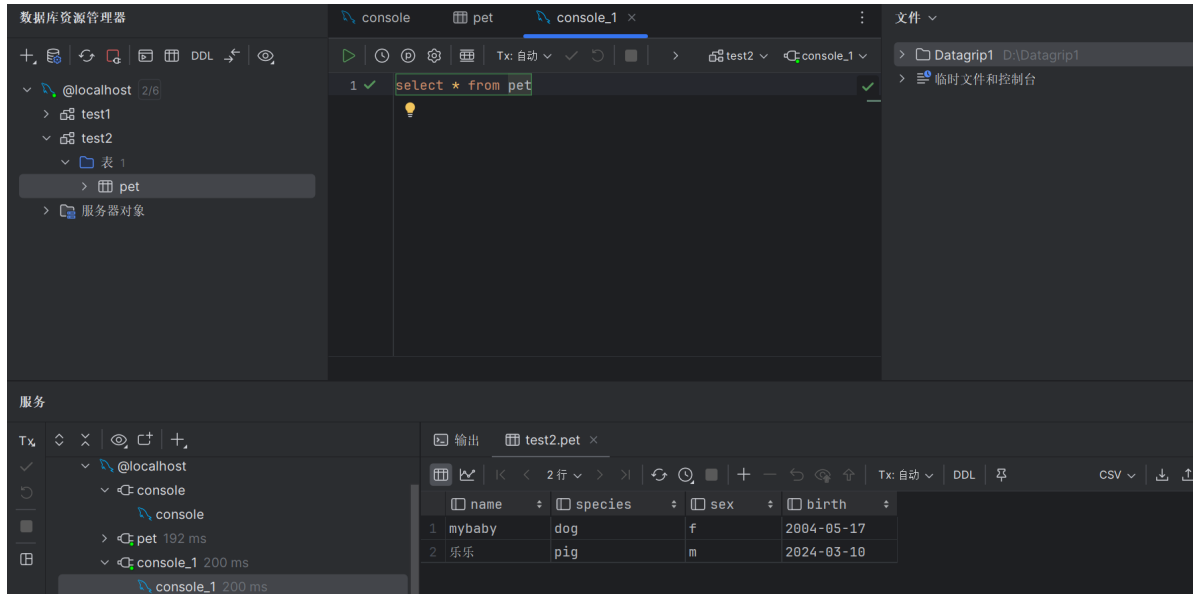 数据库资源管理器
DDL
@localhost 2/6
test1
test2
表 1
pet
服务器对象
console pet console_1
Tx: 自动 test2 console_1
1 select * from pet
文件
Datagrip1 D:\Datagrip1
临时文件和控制台
服务
Tx
@localhost
console
console
pet 192 ms
console_1 200 ms
console_1 200 ms
输出 test2.pet
2 行 Tx: 自动 DDL CSV
name species sex birth
1 mybaby dog f 2004-05-17
2 乐乐 pig m 2024-03-10